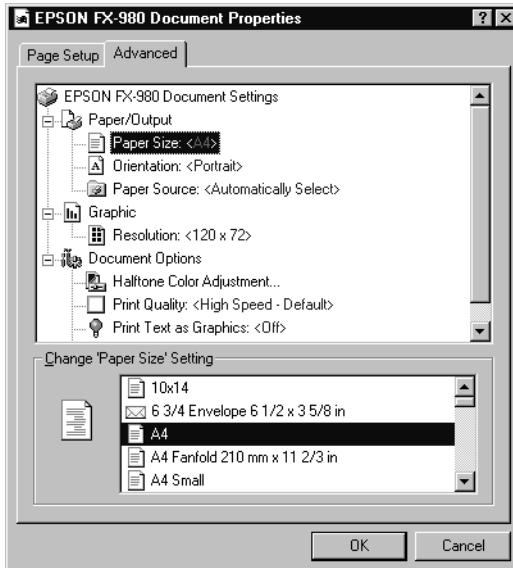 EPSON FX-980 Document Properties
Page Setup
Advanced
EPSON FX-980 Document Settings
Paper/Output
Paper Size: <A4>
Orientation: <Portrait>
Paper Source: <Automatically Select>
Graphic
Resolution: <120 x 72>
Document Options
Halftone Color Adjustment...
Print Quality: <High Speed - Default>
Print Text as Graphics: <Off>
Change 'Paper Size' Setting
10x14
6 3/4 Envelope 6 1/2 x 3 5/8 in
A4
A4 Fanfold 210 mm x 11 2/3 in
A4 Small
OK
Cancel